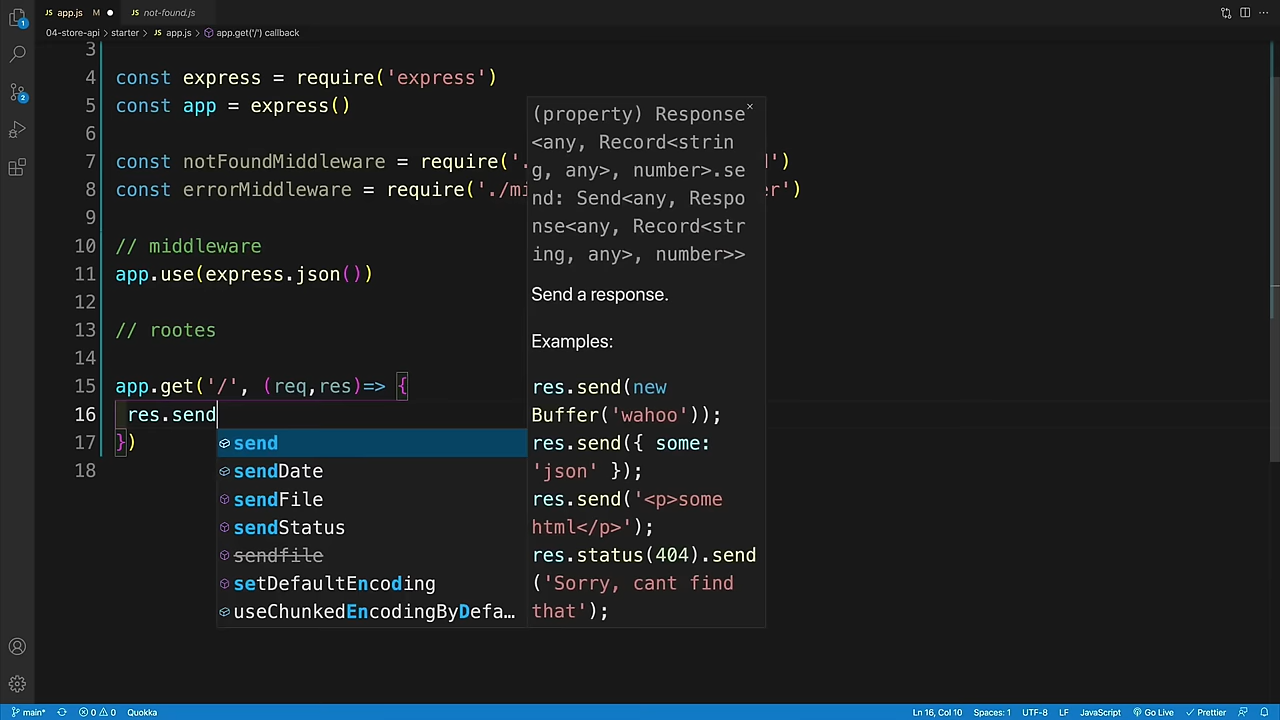 JS app.js M JS not-found.js
04-store-api › starter › JS app.js › app.get('/') callback
3
4 const express = require('express')
5 const app = express()
6
7 const notFoundMiddleware = require('. ')
8 const errorMiddleware = require('./mi er')
9
10 // middleware
11 app.use(express.json())
12
13 // rootes
14
15 app.get('/', (req,res)=> {
16 res.send
17 })
18
send
sendDate
sendFile
sendStatus
sendfile
setDefaultEncoding
useChunkedEncodingByDefa…
(property) Response
<any, Record<strin
g, any>, number>.se
nd: Send<any, Respo
nse<any, Record<str
ing, any>, number>>
Send a response.
Examples:
res.send(new
Buffer('wahoo'));
res.send({ some:
'json' });
res.send('<p>some
html</p>');
res.status(404).send
('Sorry, cant find
that');
1
2
main* 0 0 Quokka Ln 16, Col 10 Spaces: 1 UTF-8 LF JavaScript Go Live Prettier